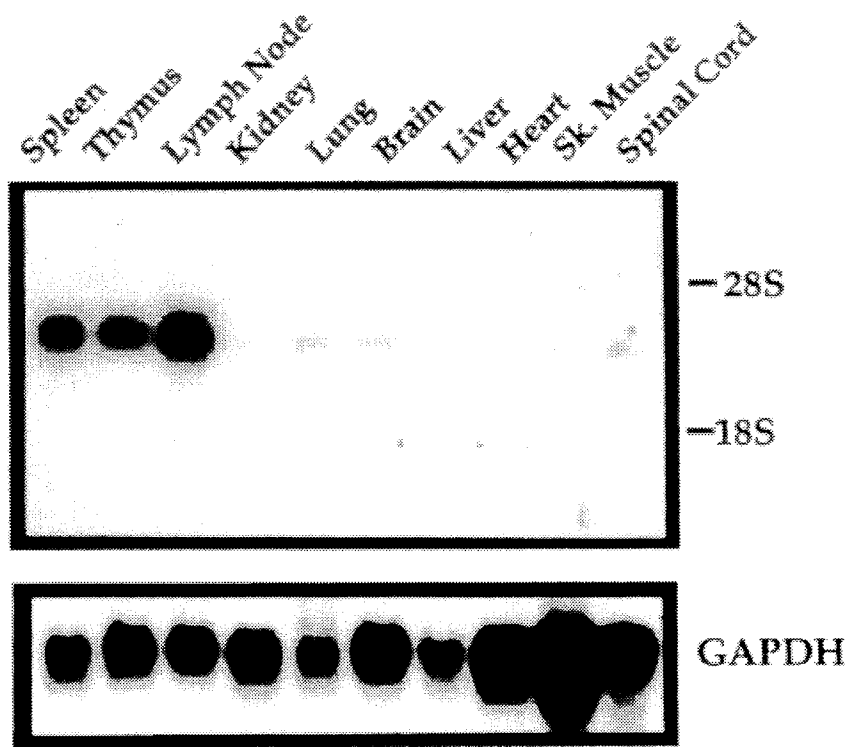 Spleen
Thymus
Lymph Node
Kidney
Lung
Brain
Liver
Heart
Sk. Muscle
Spinal Cord
28S
18S
GAPDH